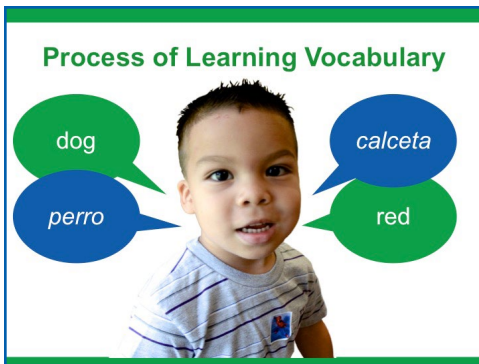 Process of Learning Vocabulary
dog
calceta
perro
red